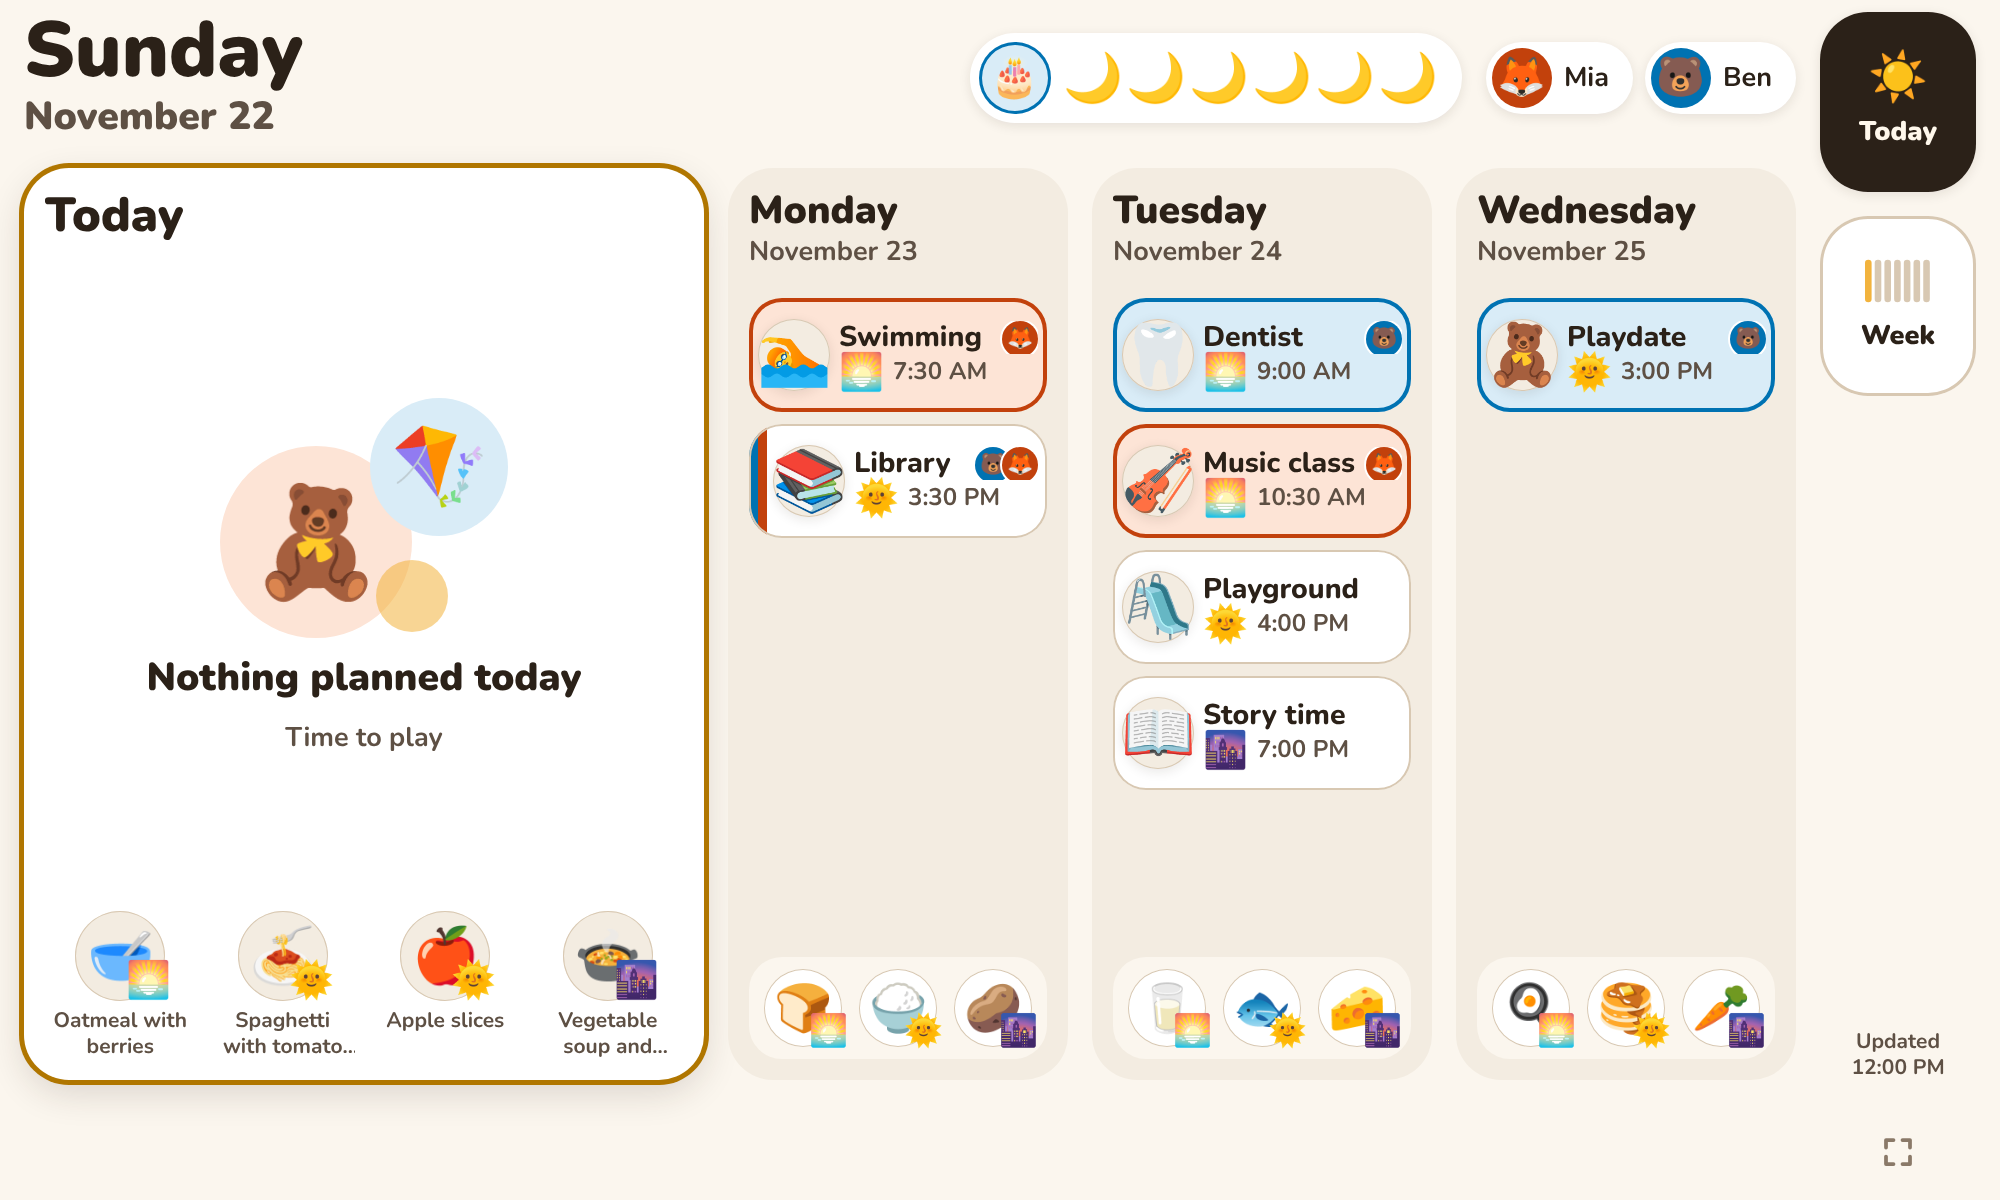 Sunday
November 22
Mia
Ben
Today
Week
Today
Nothing planned today
Time to play
Oatmeal with
berries
Spaghetti
with tomato...
Apple slices
Vegetable
soup and...
Monday
November 23
Swimming
7:30 AM
Library
3:30 PM
Tuesday
November 24
Dentist
9:00 AM
Music class
10:30 AM
Playground
4:00 PM
Story time
7:00 PM
Wednesday
November 25
Playdate
3:00 PM
Updated
12:00 PM